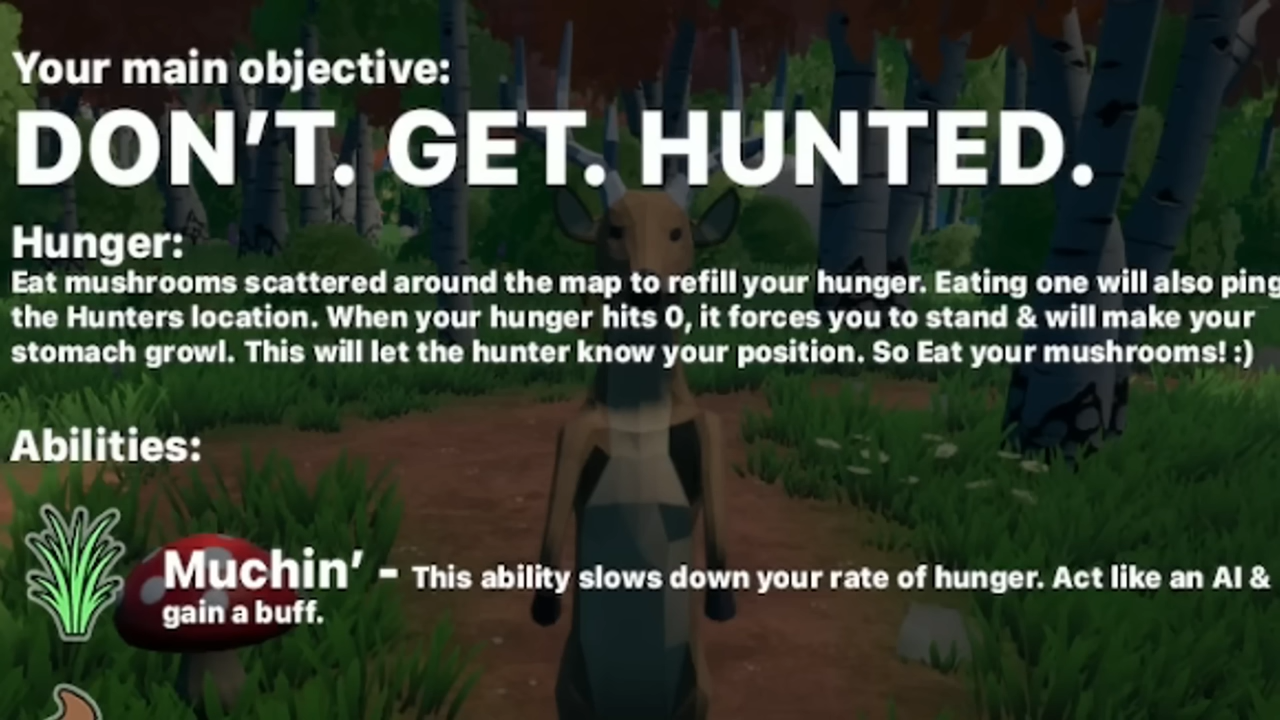 Your main objective:
DON’T. GET. HUNTED.
Hunger:
Eat mushrooms scattered around the map to refill your hunger. Eating one will also ping
the Hunters location. When your hunger hits 0, it forces you to stand & will make your
stomach growl. This will let the hunter know your position. So Eat your mushrooms! :)
Abilities:
Muchin’ - This ability slows down your rate of hunger. Act like an AI &
gain a buff.